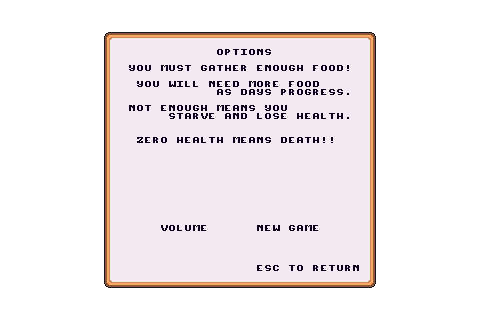 OPTIONS
YOU MUST GATHER ENOUGH FOOD!
YOU WILL NEED MORE FOOD
AS DAYS PROGRESS.
NOT ENOUGH MEANS YOU
STARVE AND LOSE HEALTH.
ZERO HEALTH MEANS DEATH!!
VOLUME NEW GAME
ESC TO RETURN